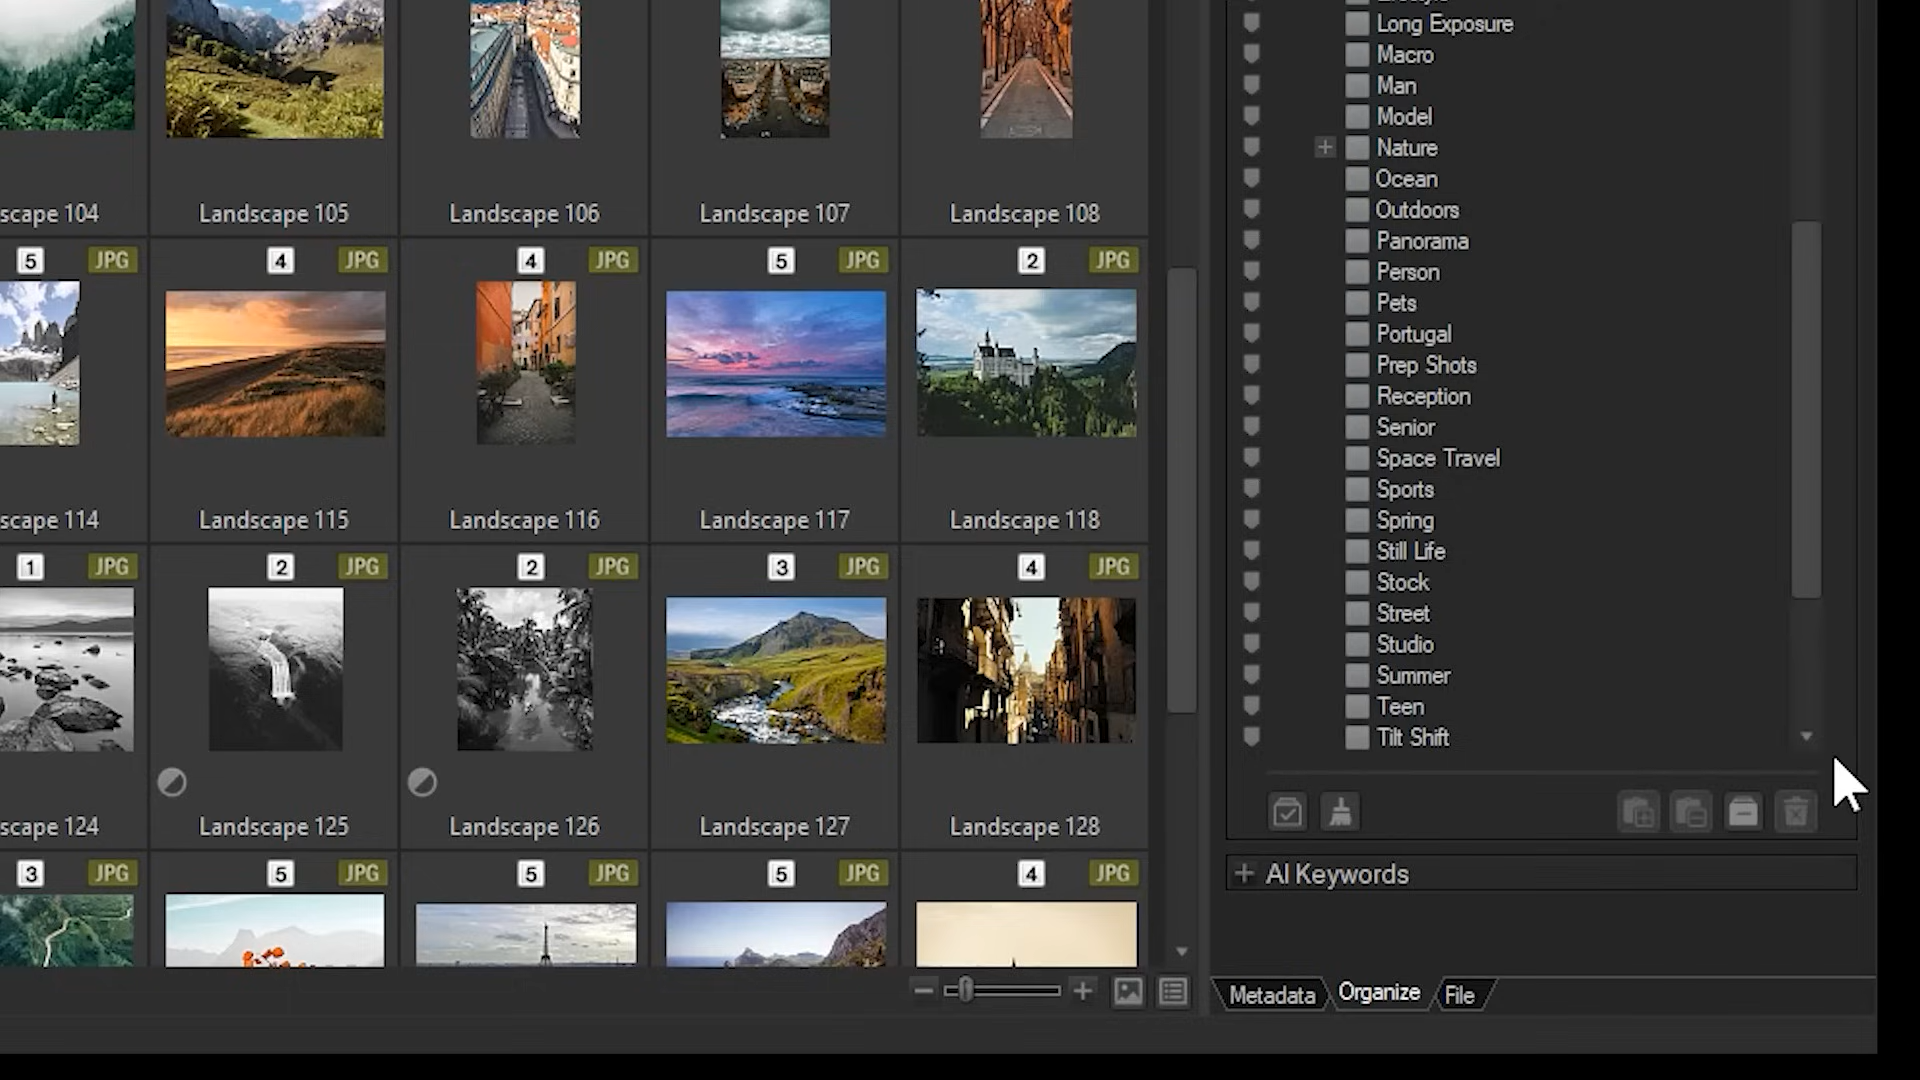 scape 104
Landscape 105
Landscape 106
Landscape 107
Landscape 108
5 JPG
4 JPG
4 JPG
5 JPG
2 JPG
scape 114
Landscape 115
Landscape 116
Landscape 117
Landscape 118
1 JPG
2 JPG
2 JPG
3 JPG
4 JPG
scape 124
Landscape 125
Landscape 126
Landscape 127
Landscape 128
3 JPG
5 JPG
5 JPG
5 JPG
4 JPG
Long Exposure
Macro
Man
Model
Nature
Ocean
Outdoors
Panorama
Person
Pets
Portugal
Prep Shots
Reception
Senior
Space Travel
Sports
Spring
Still Life
Stock
Street
Studio
Summer
Teen
Tilt Shift
AI Keywords
Metadata
Organize
File